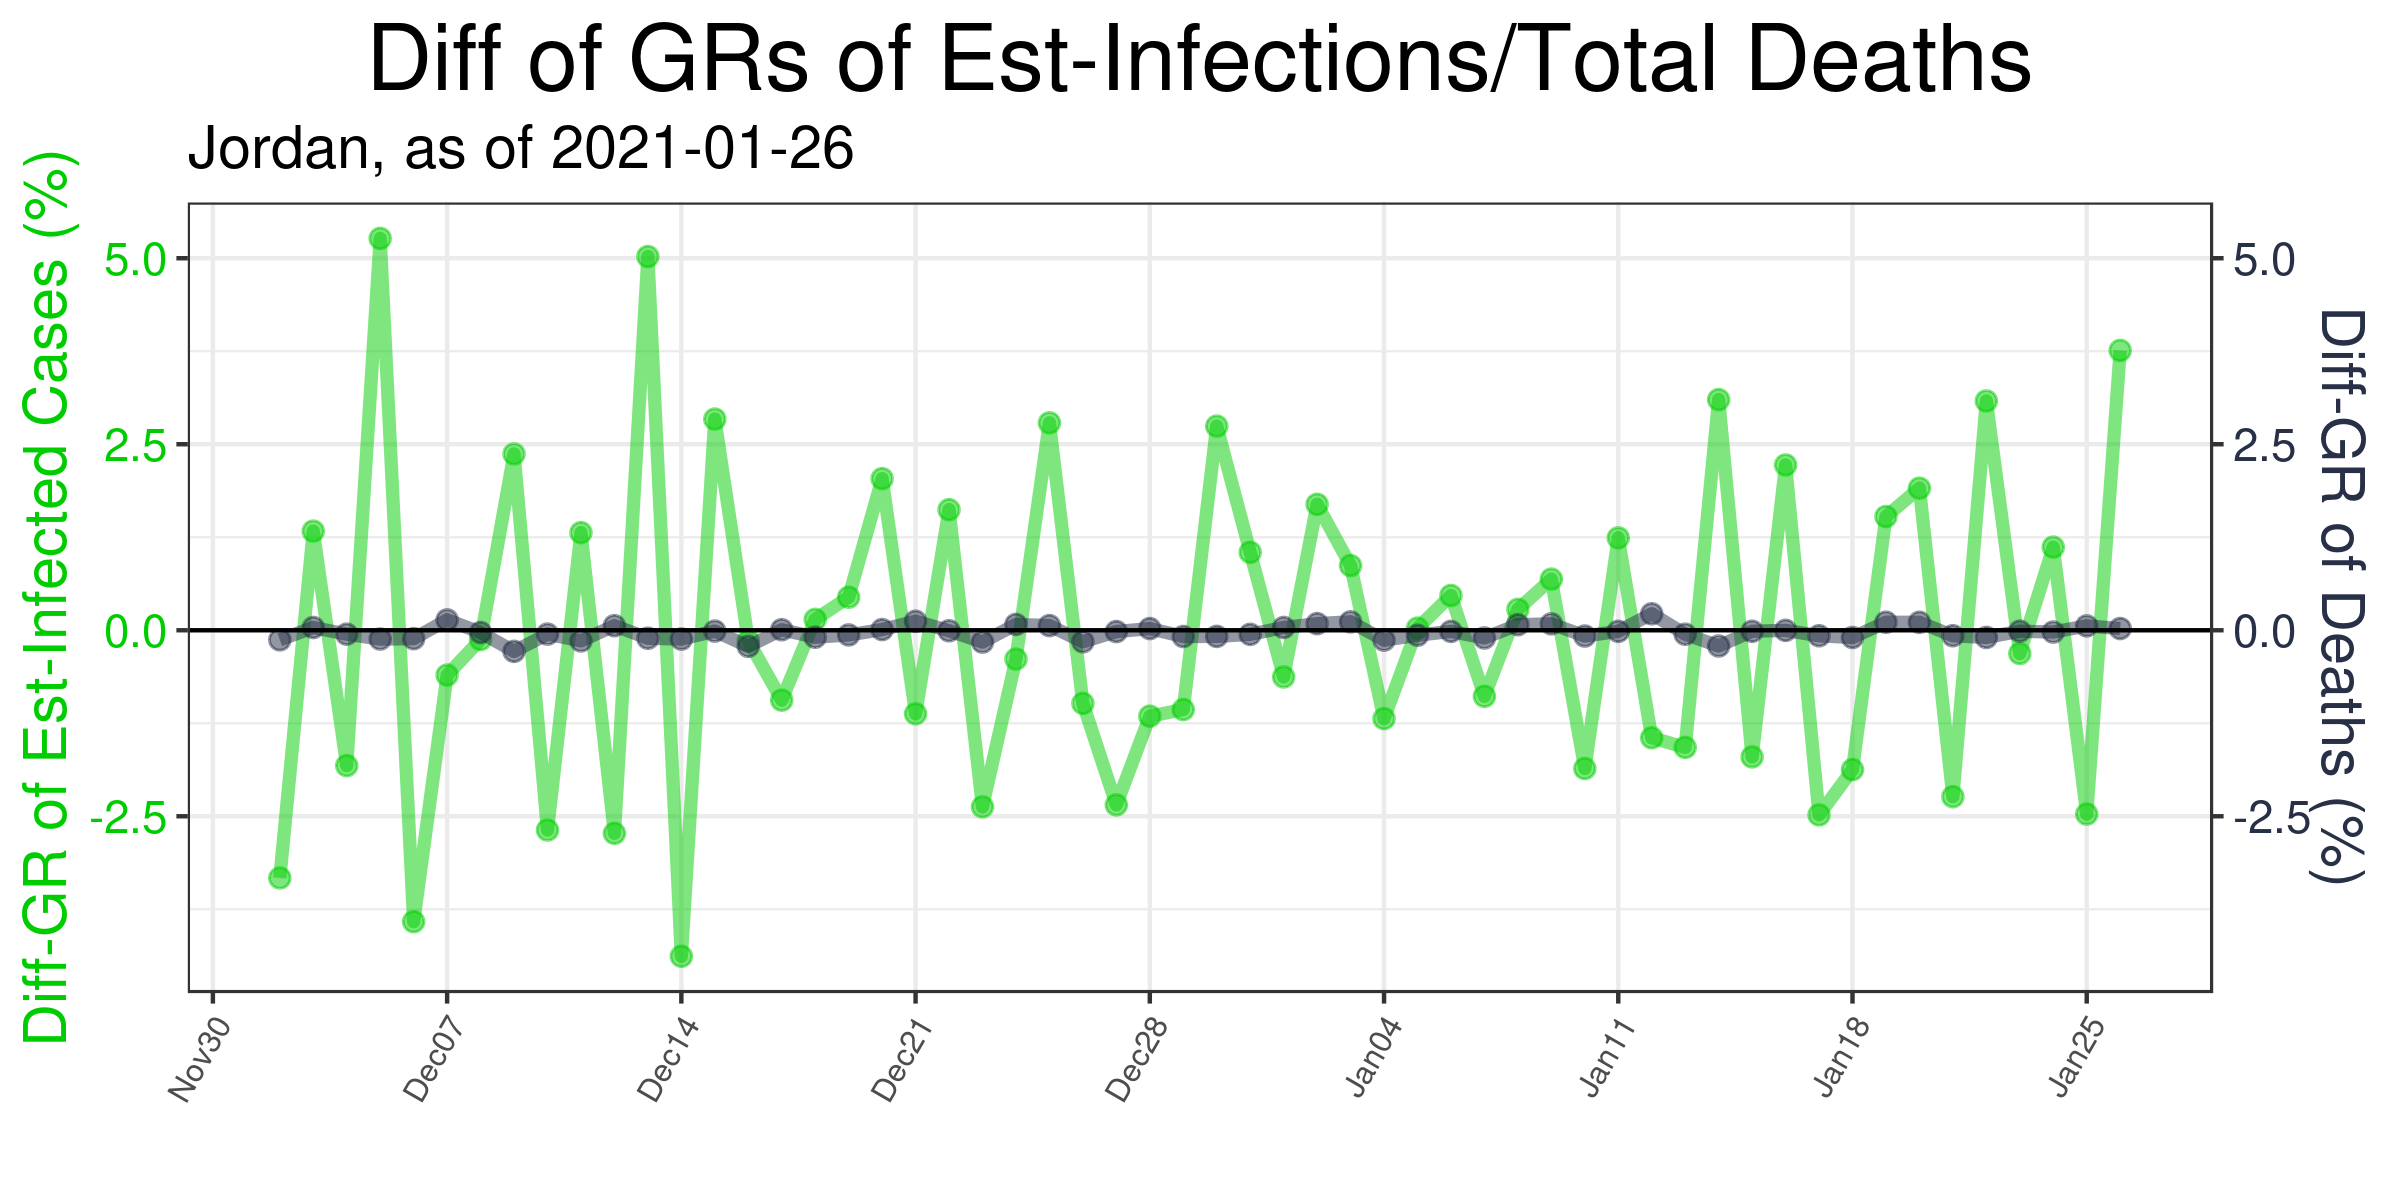 Diff of GRs of Est-Infections/Total Deaths
Jordan, as of 2021-01-26
Diff-GR of Est-Infected Cases (%)
5.0
2.5
0.0
-2.5
5.0
2.5
0.0
-2.5
Diff-GR of Deaths (%)
Nov30
Dec07
Dec14
Dec21
Dec28
Jan04
Jan11
Jan18
Jan25